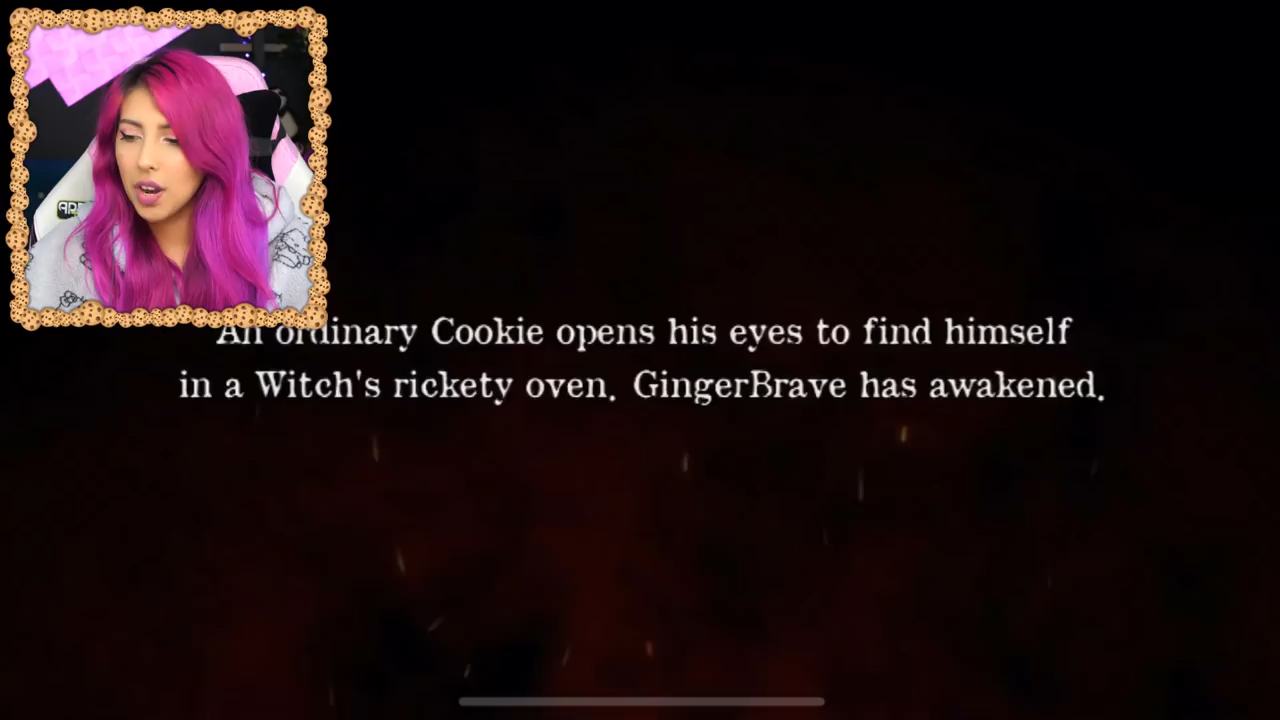 An ordinary Cookie opens his eyes to find himself
in a Witch's rickety oven. GingerBrave has awakened.